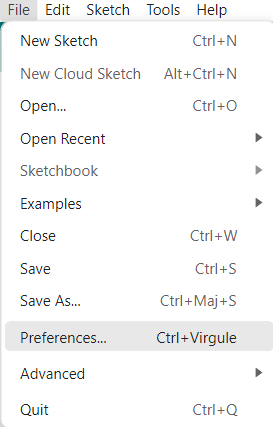 File Edit Sketch Tools Help
New Sketch Ctrl+N
New Cloud Sketch Alt+Ctrl+N
Open... Ctrl+O
Open Recent
Sketchbook
Examples
Close Ctrl+W
Save Ctrl+S
Save As... Ctrl+Maj+S
Preferences... Ctrl+Virgule
Advanced
Quit Ctrl+Q